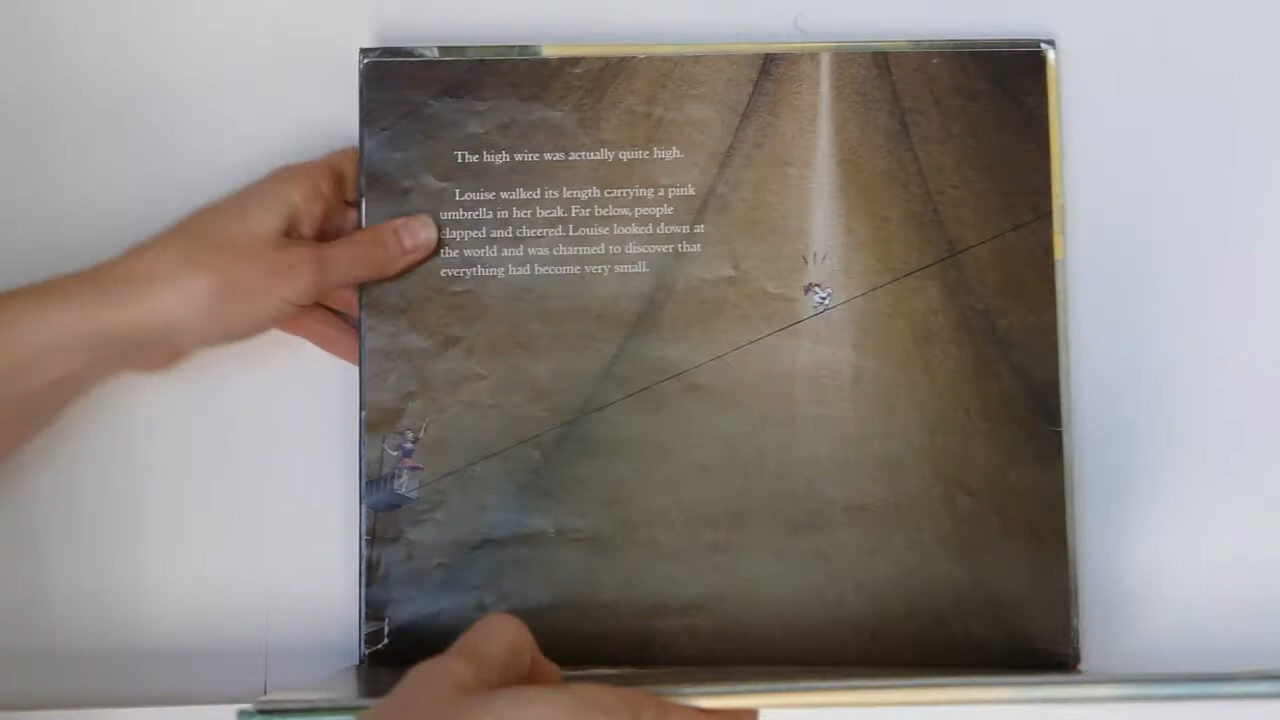 The high wire was actually quite high.
Louise walked its length carrying a pink
umbrella in her beak. Far below, people
clapped and cheered. Louise looked down at
the world and was charmed to discover that
everything had become very small.